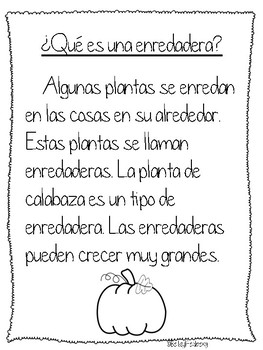 ¿Qué es una enredadera?
Algunas plantas se enredan
en las cosas en su alrededor.
Estas plantas se llaman
enredaderas. La planta de
calabaza es un tipo de
enredadera. Las enredaderas
pueden crecer muy grandes.